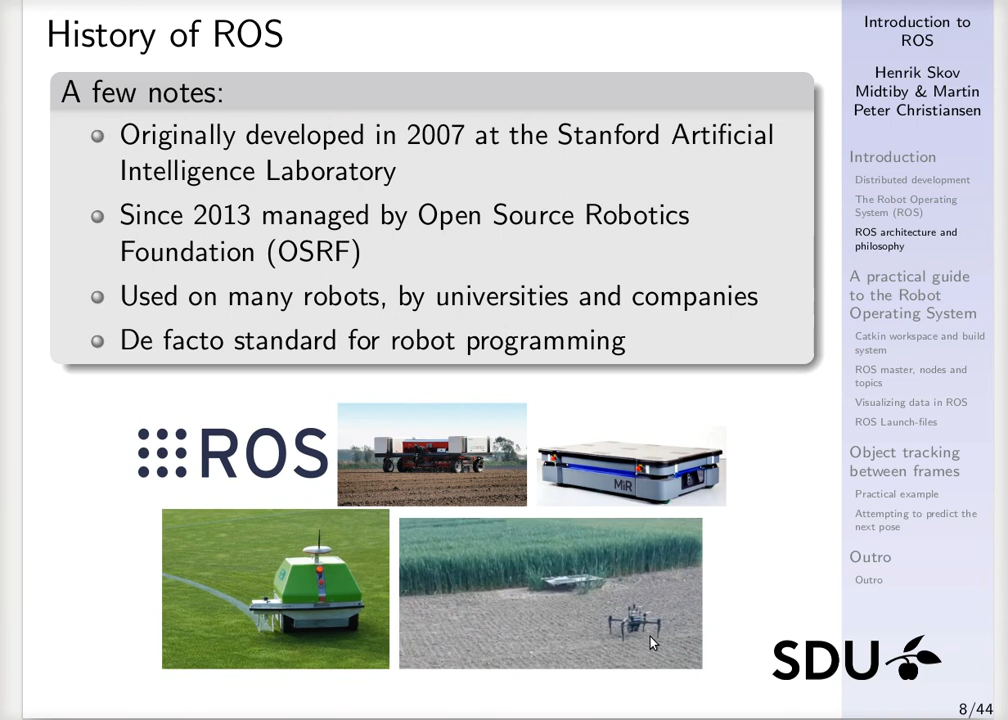 History of ROS
A few notes:
Originally developed in 2007 at the Stanford Artificial
Intelligence Laboratory
Since 2013 managed by Open Source Robotics
Foundation (OSRF)
Used on many robots, by universities and companies
De facto standard for robot programming
ROS
MiR
Introduction to
ROS
Henrik Skov
Midtiby & Martin
Peter Christiansen
Introduction
Distributed development
The Robot Operating
System (ROS)
ROS architecture and
philosophy
A practical guide
to the Robot
Operating System
Catkin workspace and build
system
ROS master, nodes and
topics
Visualizing data in ROS
ROS Launch-files
Object tracking
between frames
Practical example
Attempting to predict the
next pose
Outro
Outro
SDU
8/44